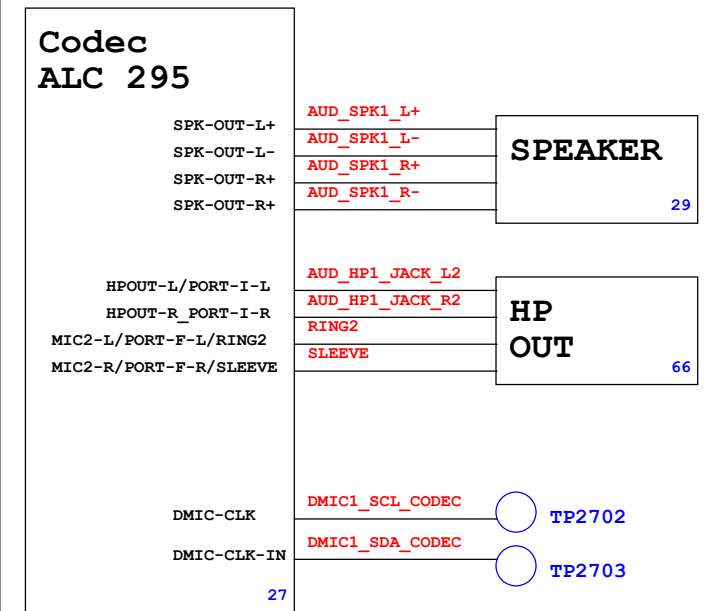 Codec
ALC 295
SPK-OUT-L+
AUD_SPK1_L+
SPK-OUT-L-
AUD_SPK1_L-
SPK-OUT-R+
AUD_SPK1_R+
SPK-OUT-R+
AUD_SPK1_R-
SPEAKER
29
HPOUT-L/PORT-I-L
AUD_HP1_JACK_L2
HPOUT-R_PORT-I-R
AUD_HP1_JACK_R2
MIC2-L/PORT-F-L/RING2
RING2
MIC2-R/PORT-F-R/SLEEVE
SLEEVE
HP
OUT
66
DMIC-CLK
DMIC1_SCL_CODEC
TP2702
DMIC-CLK-IN
DMIC1_SDA_CODEC
TP2703
27